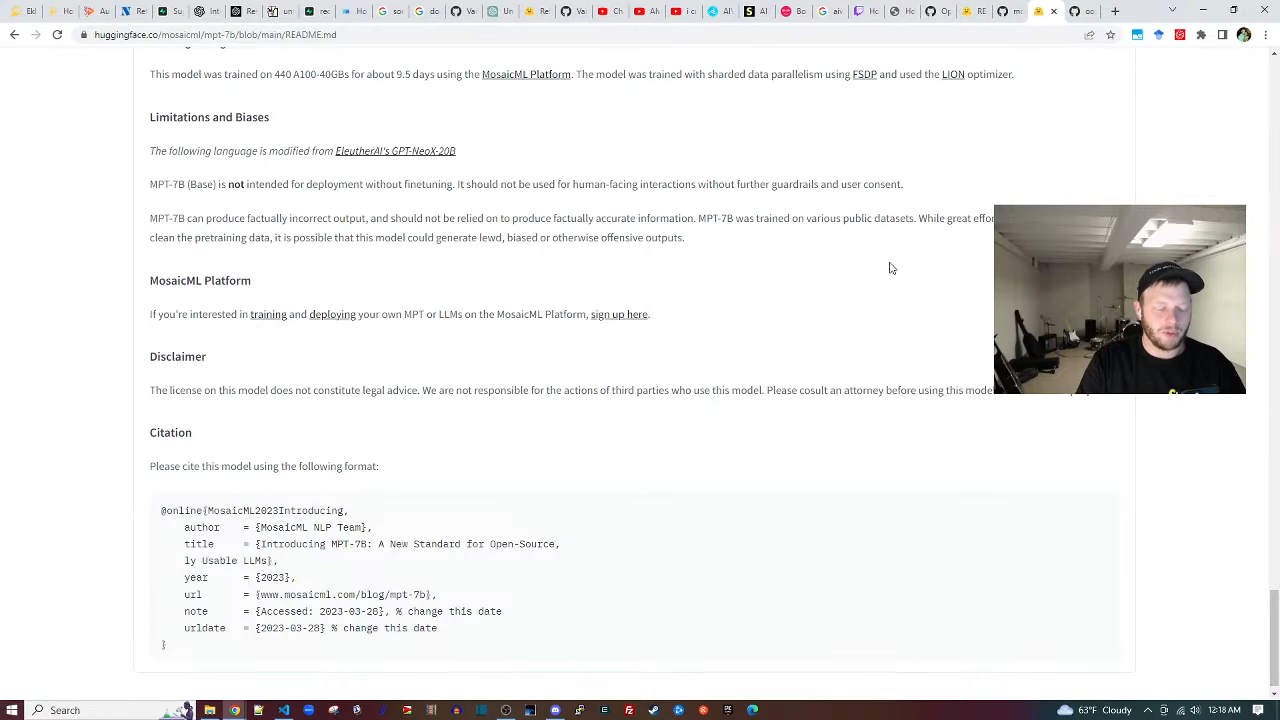 huggingface.co/mosaicml/mpt-7b/blob/main/README.md
This model was trained on 440 A100-40GBs for about 9.5 days using the MosaicML Platform. The model was trained with sharded data parallelism using FSDP and used the LION optimizer.
Limitations and Biases
The following language is modified from EleutherAI's GPT-NeoX-20B
MPT-7B (Base) is not intended for deployment without finetuning. It should not be used for human-facing interactions without further guardrails and user consent.
MPT-7B can produce factually incorrect output, and should not be relied on to produce factually accurate information. MPT-7B was trained on various public datasets. While great
clean the pretraining data, it is possible that this model could generate lewd, biased or otherwise offensive outputs.
MosaicML Platform
If you're interested in training and deploying your own MPT or LLMs on the MosaicML Platform, sign up here.
Disclaimer
The license on this model does not constitute legal advice. We are not responsible for the actions of third parties who use this model. Please cosult an attorney before using this
Citation
Please cite this model using the following format:
@online{MosaicML2023Introducing,
author = {MosaicML NLP Team},
title = {Introducing MPT-7B: A New Standard for Open-Source,
ly Usable LLMs},
year = {2023},
url = {www.mosaicml.com/blog/mpt-7b},
note = {Accessed: 2023-03-28}, % change this date
urldate = {2023-03-28} % change this date
}
Search
63°F Cloudy
12:18 AM